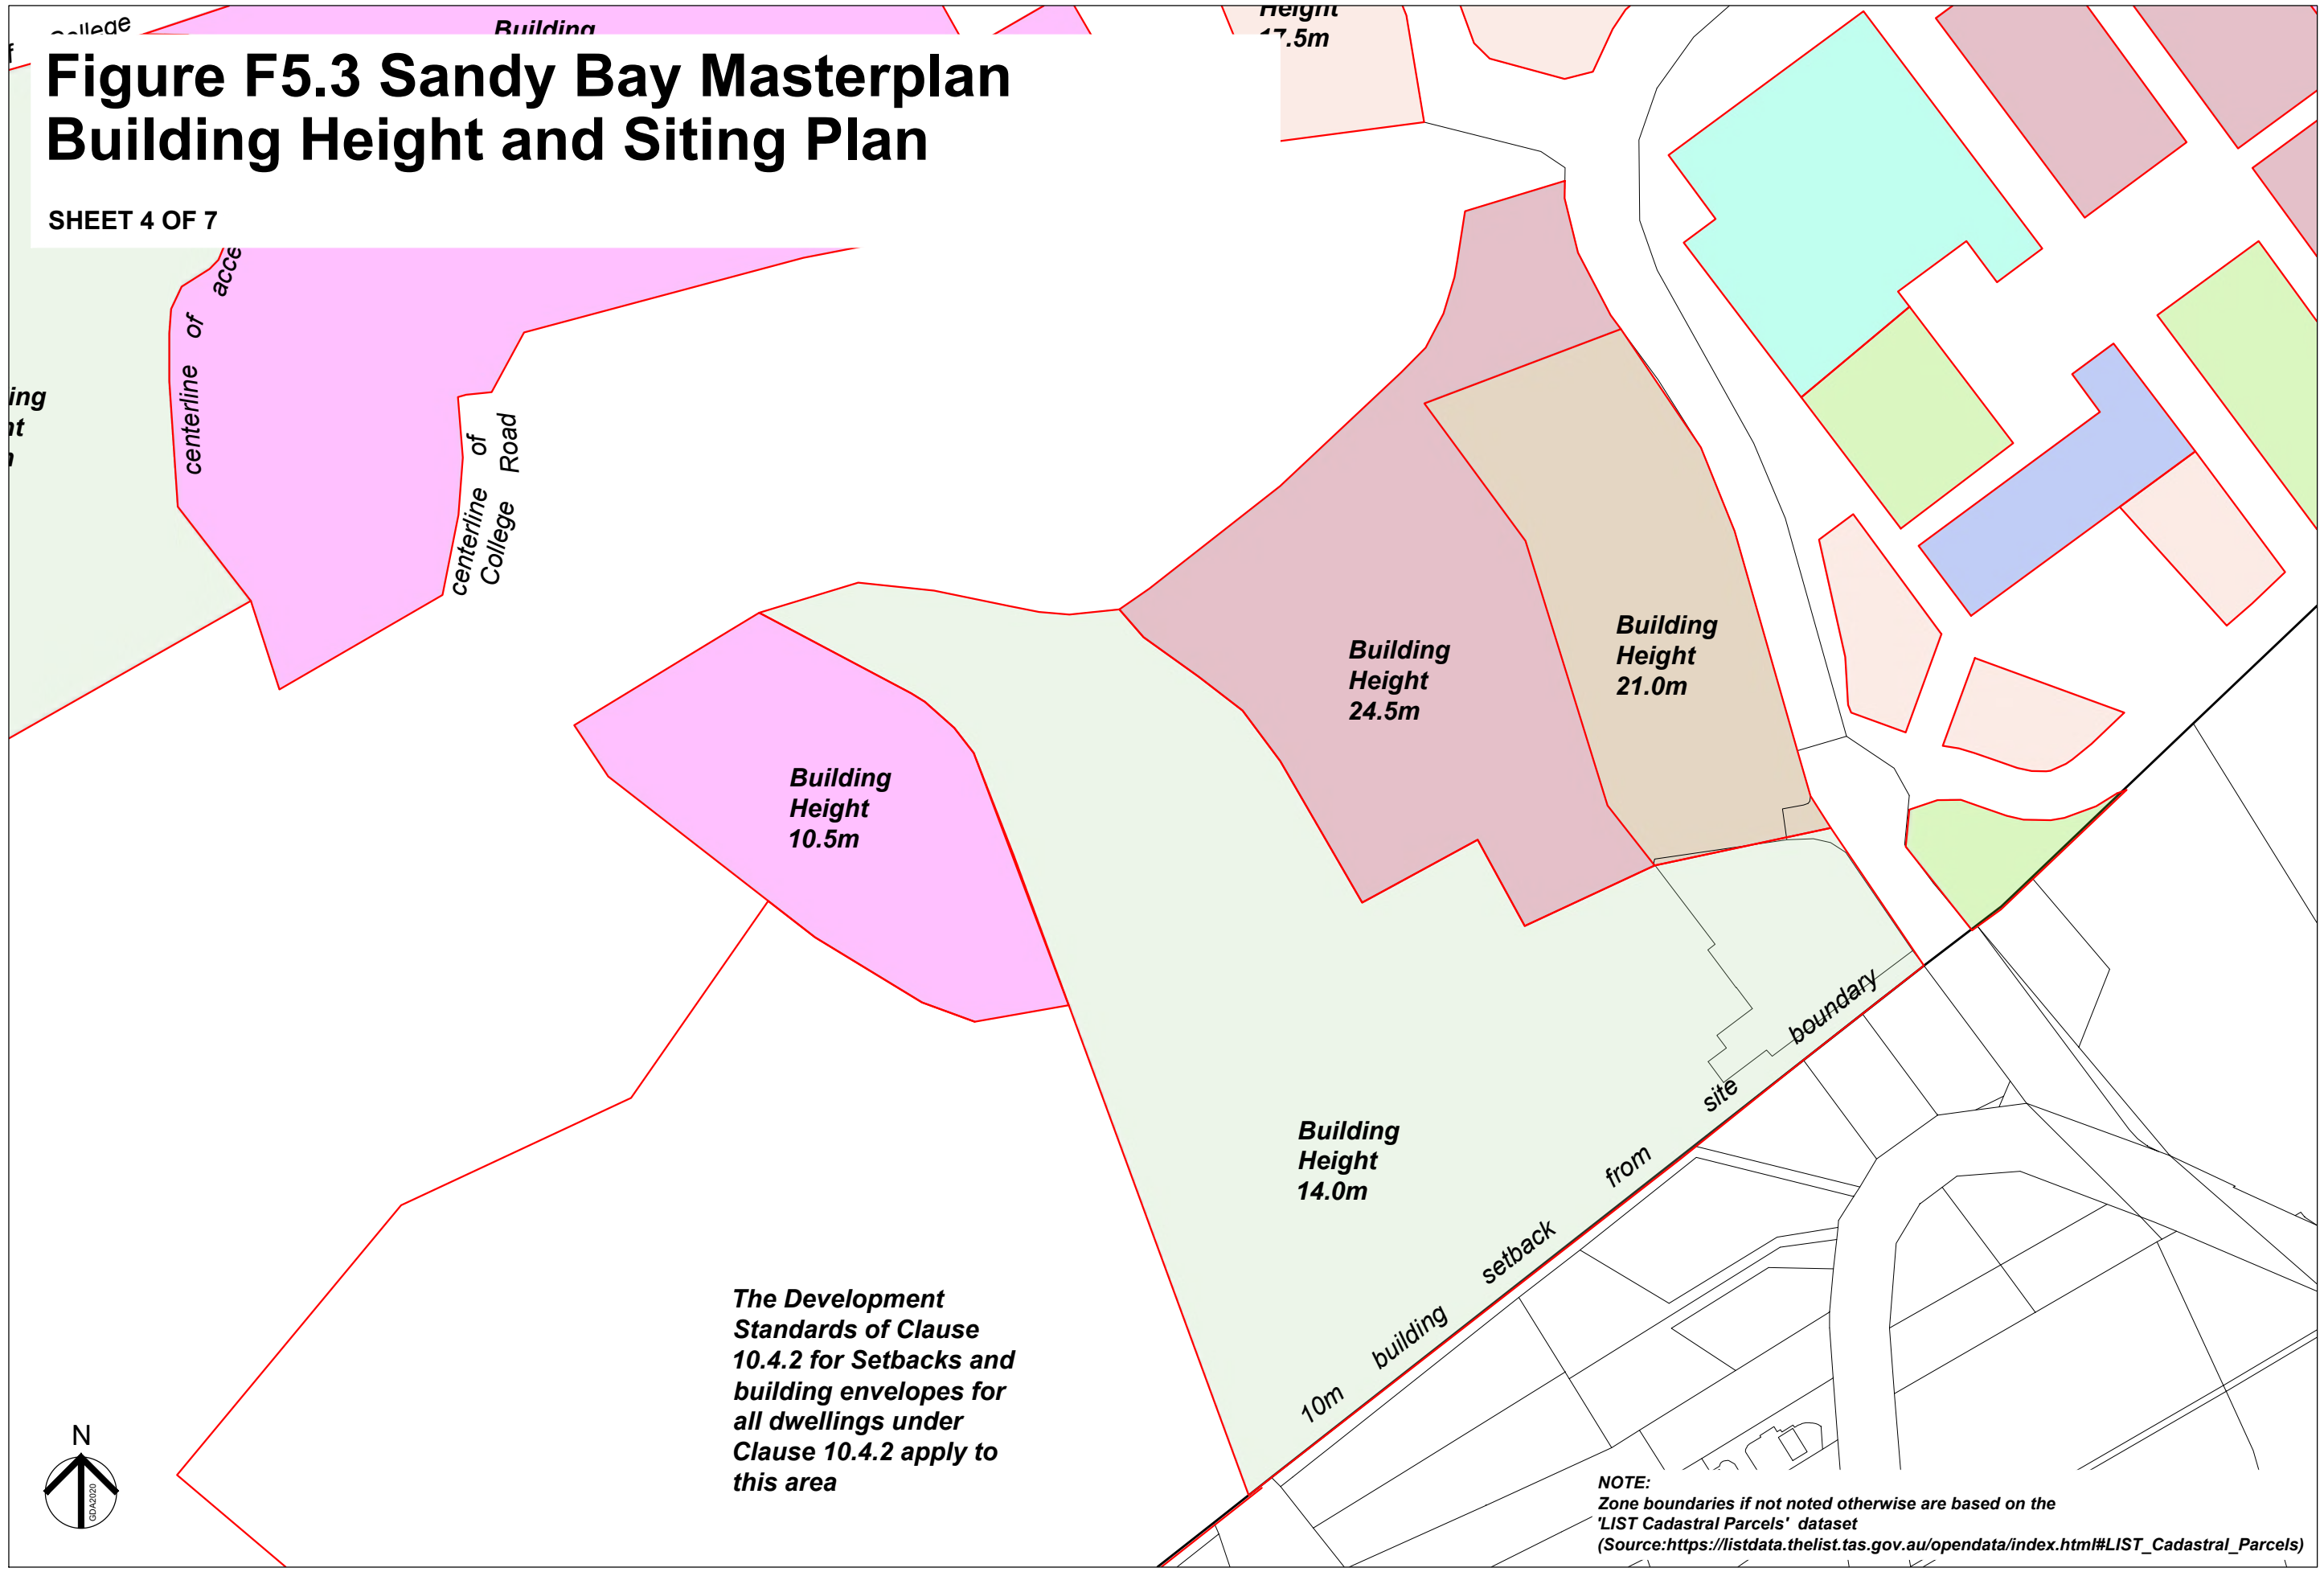 College
Building
Height
17.5m
Figure F5.3 Sandy Bay Masterplan
Building Height and Siting Plan
SHEET 4 OF 7
centerline of
centerline of
College Road
Building
Height
24.5m
Building
Height
21.0m
Building
Height
10.5m
Building
Height
14.0m
10m building setback from site boundary
The Development
Standards of Clause
10.4.2 for Setbacks and
building envelopes for
all dwellings under
Clause 10.4.2 apply to
this area
N
GDA2020
NOTE:
Zone boundaries if not noted otherwise are based on the
'LIST Cadastral Parcels' dataset
(Source:https://listdata.thelist.tas.gov.au/opendata/index.html#LIST_Cadastral_Parcels)